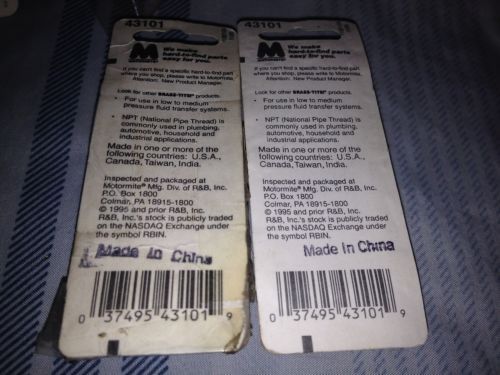 43101
M
Motormite
We make
hard-to-find parts
easy to find.
If you can't find a specific hard-to-find part
where you shop, please write to Motormite,
Attention: New Product Manager.
Look for other BRASS-TITE® products.
• For use in low to medium
pressure fluid transfer systems.
• NPT (National Pipe Thread) is
commonly used in plumbing,
automotive, household and
industrial applications.
Made in one or more of the
following countries: U.S.A.,
Canada, Taiwan, India.
Inspected and packaged at
Motormite® Mfg. Div. of R&B, Inc.
P.O. Box 1800
Colmar, PA 18915-1800
© 1995 and prior R&B, Inc.
R&B, Inc.'s stock is publicly traded
on the NASDAQ Exchange under
the symbol RBIN.
Made In China
0 37495 43101 9
43101
M
We make
hard-to-find parts
easy to find.
If you can't find a specific hard-to-find part
where you shop, please write to Motormite,
Attention: New Product Manager.
Look for other BRASS-TITE® products.
• For use in low to medium
pressure fluid transfer systems.
• NPT (National Pipe Thread) is
commonly used in plumbing,
automotive, household and
industrial applications.
Made in one or more of the
following countries: U.S.A.,
Canada, Taiwan, India.
Inspected and packaged at
Motormite® Mfg. Div. of R&B, Inc.
P.O. Box 1800
Colmar, PA 18915-1800
© 1995 and prior R&B, Inc.
R&B, Inc.'s stock is publicly traded
on the NASDAQ Exchange under
the symbol RBIN.
Made In China
0 37495 43101 9